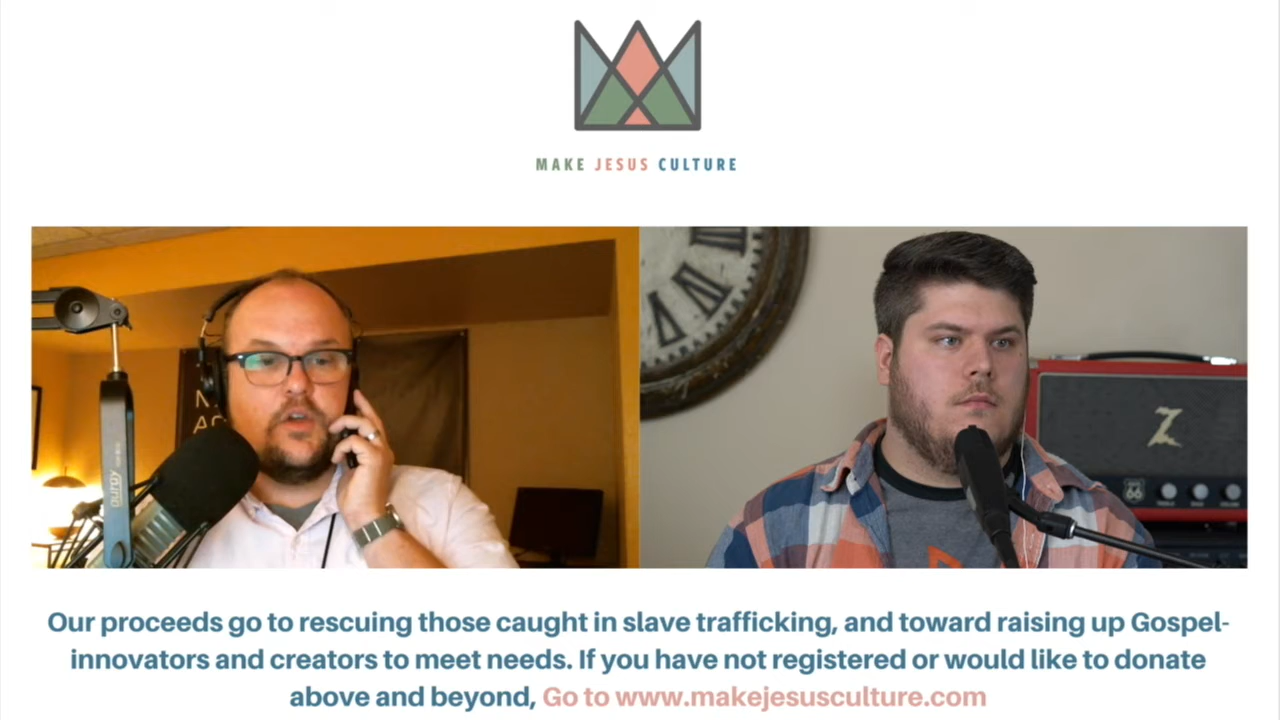 MAKE JESUS CULTURE
Z
66
Our proceeds go to rescuing those caught in slave trafficking, and toward raising up Gospel-
innovators and creators to meet needs. If you have not registered or would like to donate
above and beyond, Go to www.makejesusculture.com